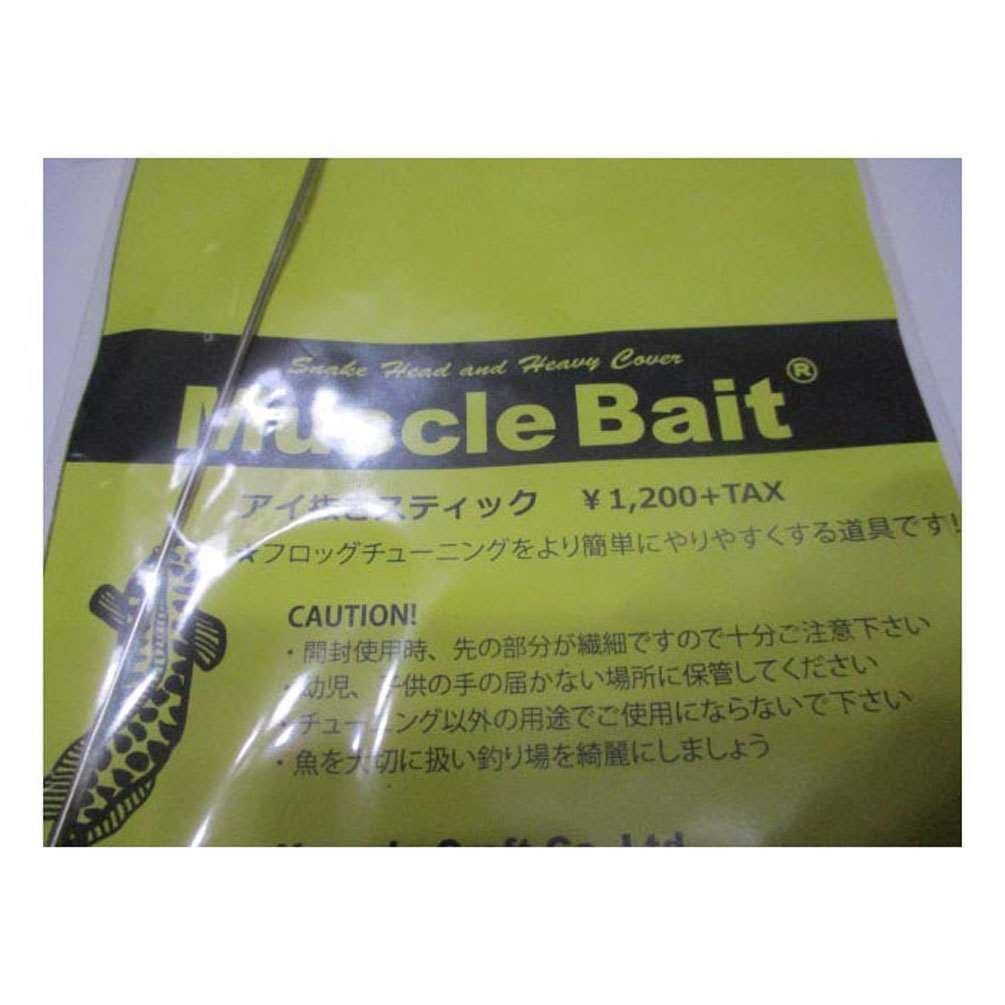 Snake Head and Heavy Cover
Muscle Bait®
アイ抜きスティック ￥1,200+TAX
★フロッグチューニングをより簡単にやりやすくする道具です!
CAUTION!
・開封使用時、先の部分が繊細ですので十分ご注意下さい
・幼児、子供の手の届かない場所に保管してください
・チューニング以外の用途でご使用にならないで下さい
・魚を大切に扱い釣り場を綺麗にしましょう
Craft Co. Ltd